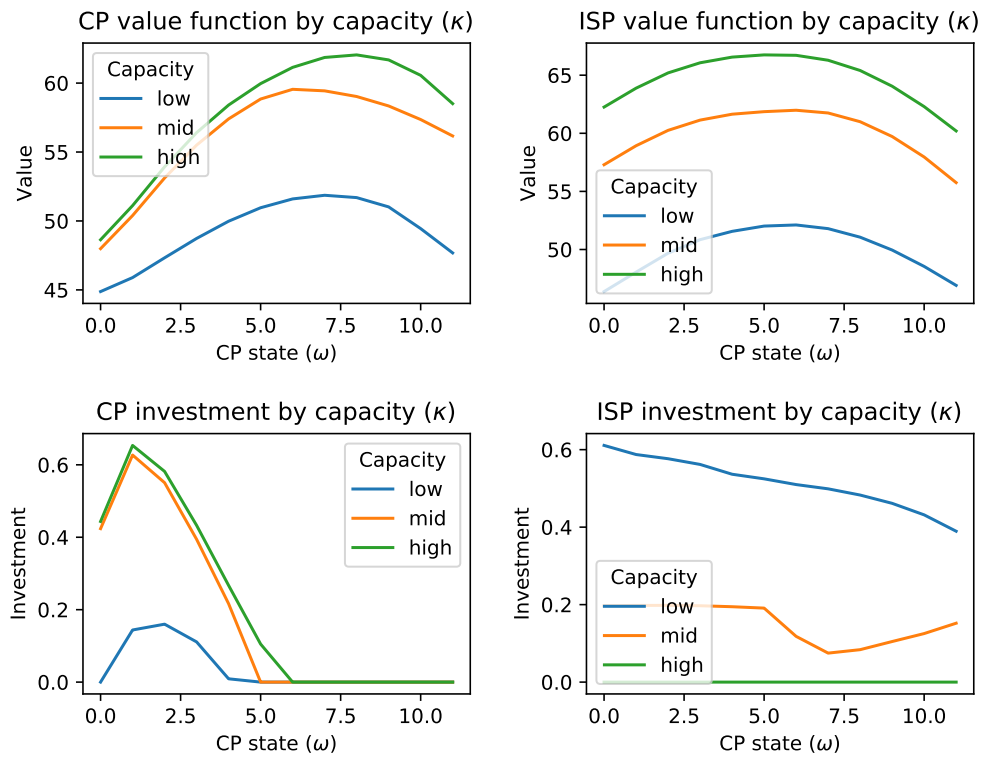 CP value function by capacity (κ)
Value
60
55
50
45
Capacity
low
mid
high
0.0 2.5 5.0 7.5 10.0
CP state (ω)
ISP value function by capacity (κ)
Value
65
60
55
50
Capacity
low
mid
high
0.0 2.5 5.0 7.5 10.0
CP state (ω)
CP investment by capacity (κ)
Investment
0.6
0.4
0.2
0.0
Capacity
low
mid
high
0.0 2.5 5.0 7.5 10.0
CP state (ω)
ISP investment by capacity (κ)
Investment
0.6
0.4
0.2
0.0
Capacity
low
mid
high
0.0 2.5 5.0 7.5 10.0
CP state (ω)